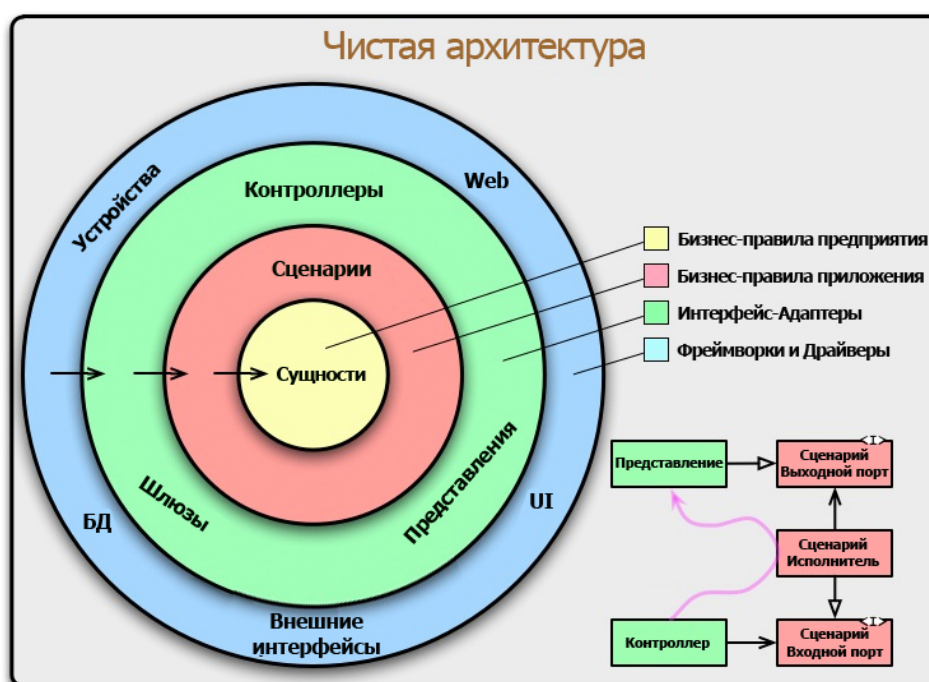 Чистая архитектура
Устройства
Контроллеры
Web
Сценарии
Сущности
Шлюзы
Представления
БД
UI
Внешние
интерфейсы
Бизнес-правила предприятия
Бизнес-правила приложения
Интерфейс-Адаптеры
Фреймворки и Драйверы
Представление
<I>
Сценарий
Выходной порт
Сценарий
Исполнитель
Контроллер
<I>
Сценарий
Входной порт